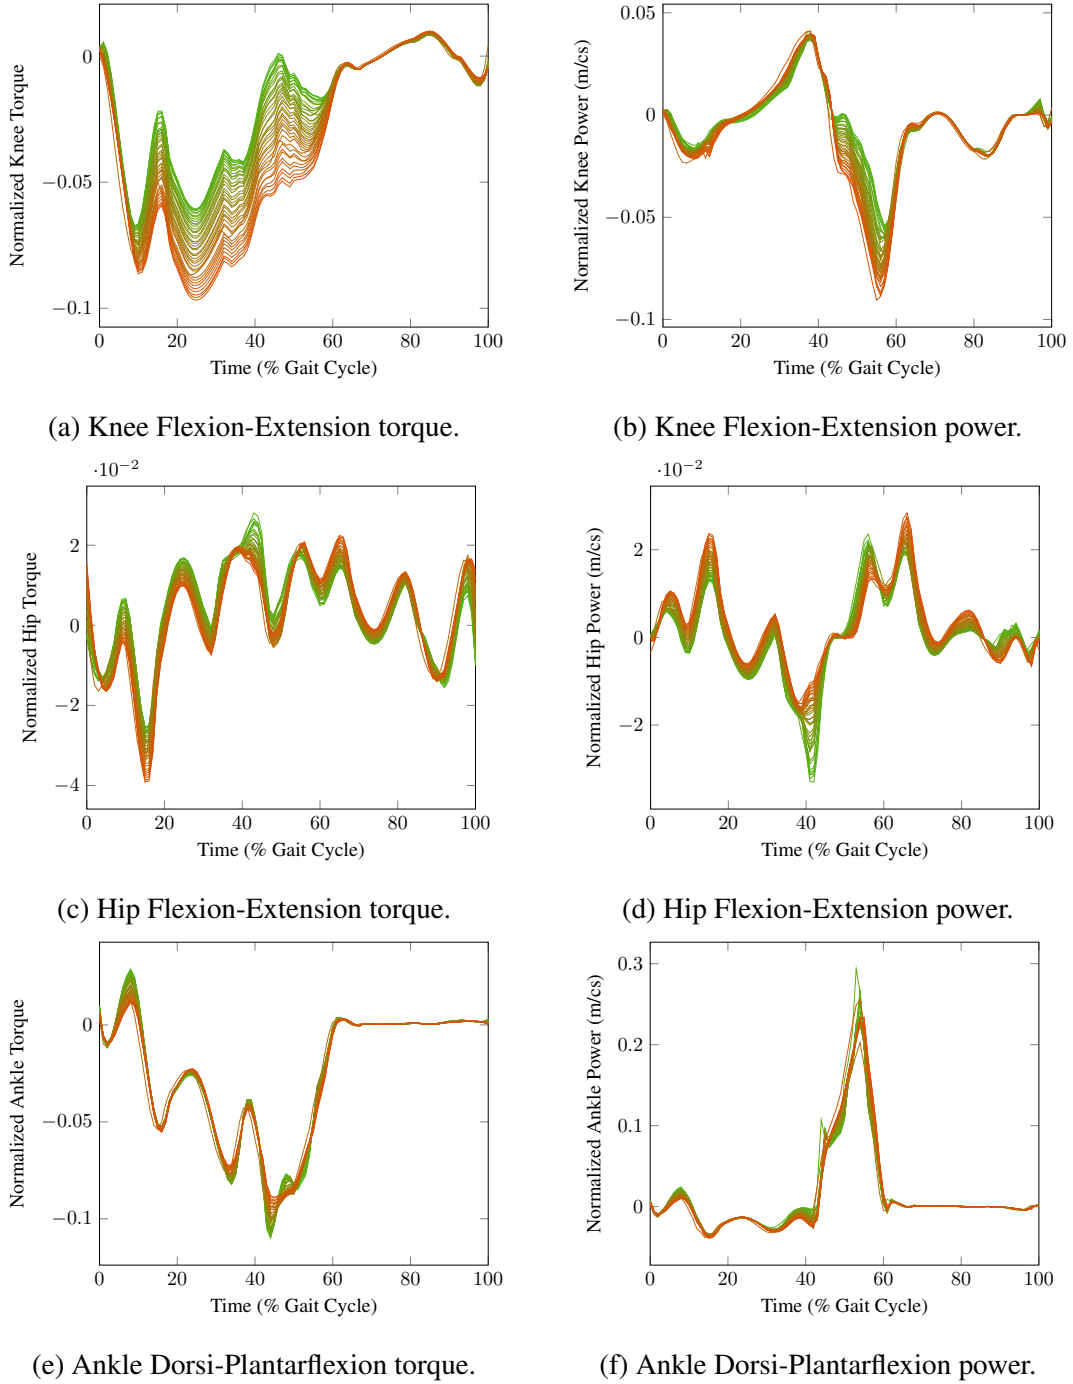 0
−0.05
−0.1
0 20 40 60 80 100
Normalized Knee Torque
Time (% Gait Cycle)
(a) Knee Flexion-Extension torque.
0.05
0
−0.05
−0.1
0 20 40 60 80 100
Normalized Knee Power (m/cs)
Time (% Gait Cycle)
(b) Knee Flexion-Extension power.
·10−2
2
0
−2
−4
0 20 40 60 80 100
Normalized Hip Torque
Time (% Gait Cycle)
(c) Hip Flexion-Extension torque.
·10−2
2
0
−2
0 20 40 60 80 100
Normalized Hip Power (m/cs)
Time (% Gait Cycle)
(d) Hip Flexion-Extension power.
0
−0.05
−0.1
0 20 40 60 80 100
Normalized Ankle Torque
Time (% Gait Cycle)
(e) Ankle Dorsi-Plantarflexion torque.
0.3
0.2
0.1
0
0 20 40 60 80 100
Normalized Ankle Power (m/cs)
Time (% Gait Cycle)
(f) Ankle Dorsi-Plantarflexion power.